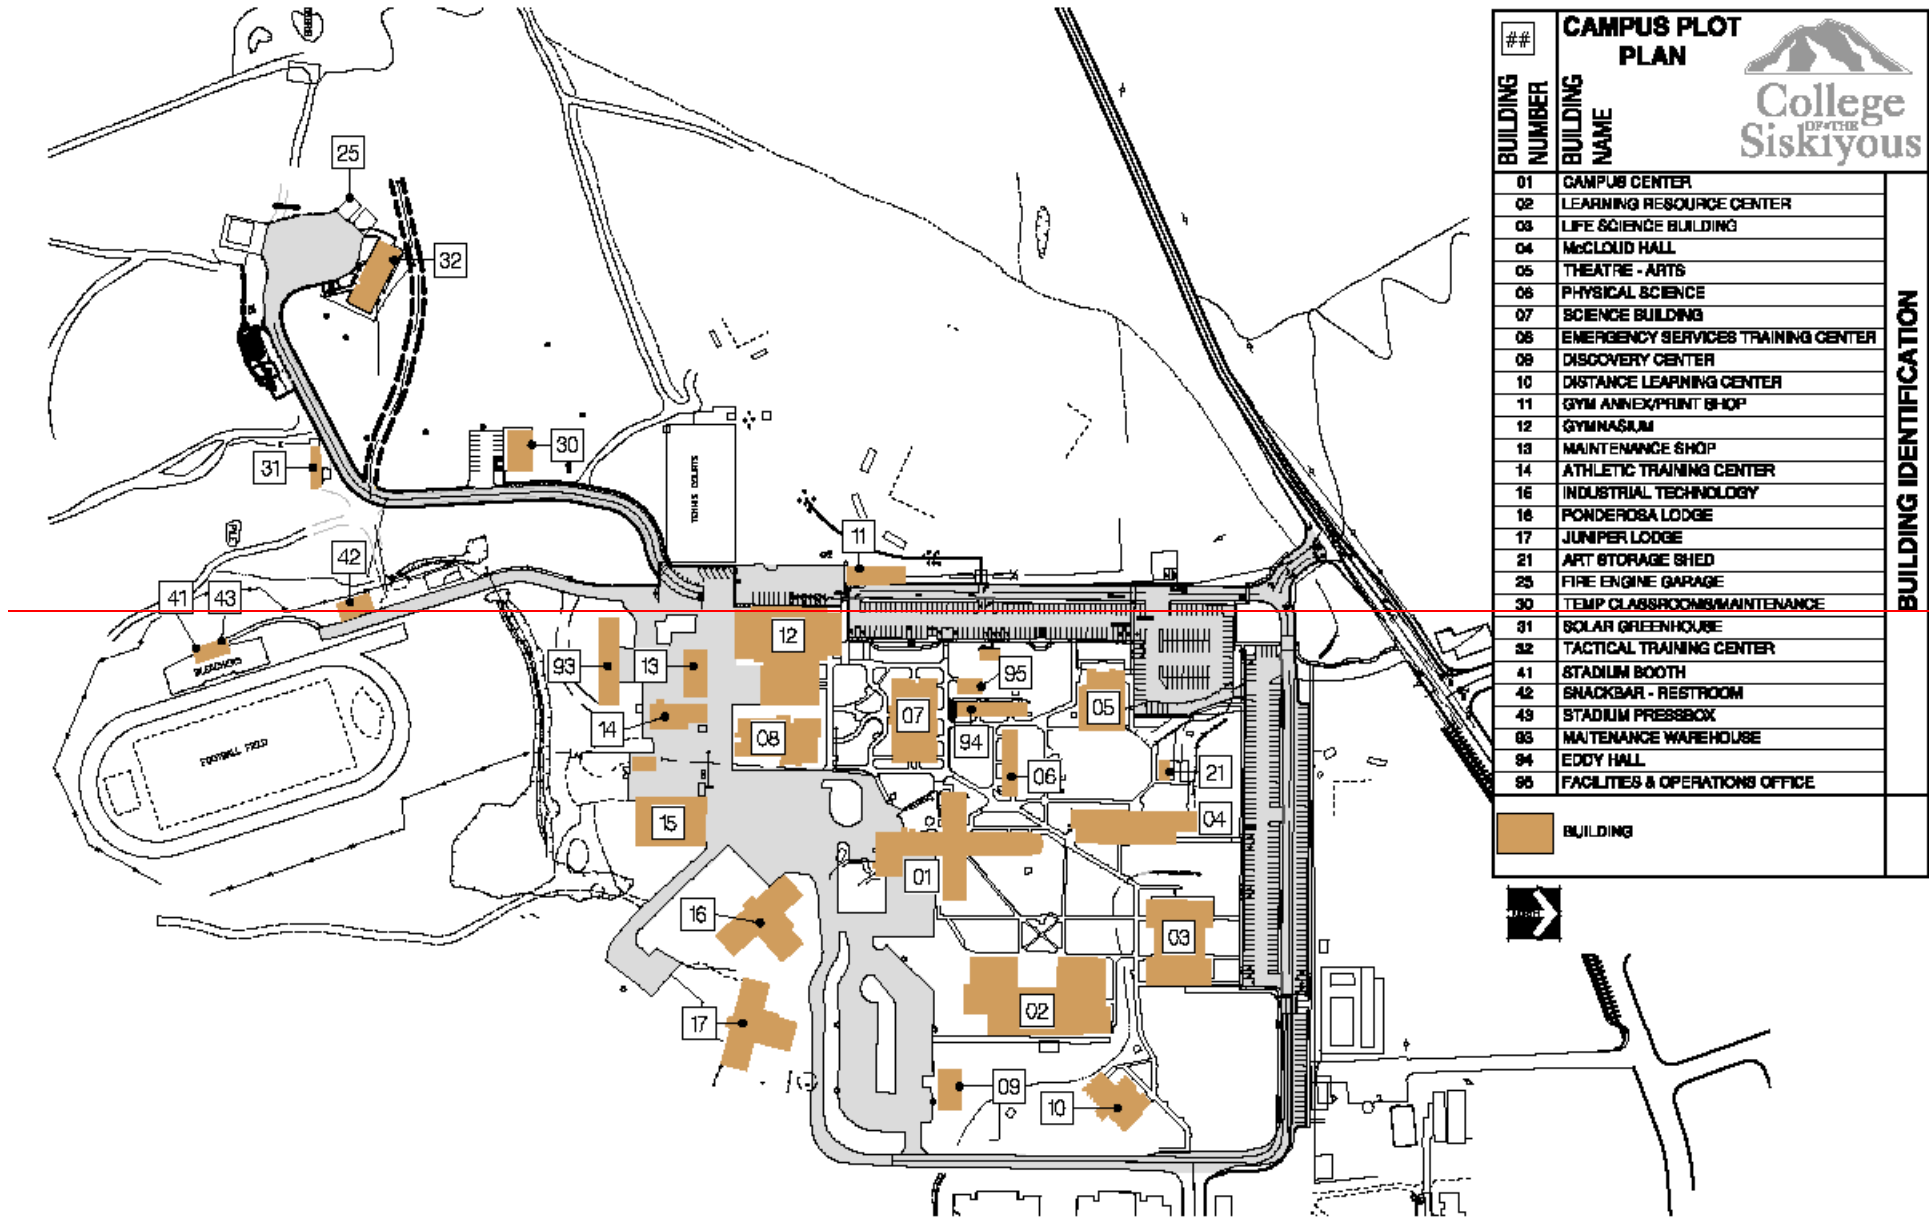 ##
CAMPUS PLOT
PLAN
College
OF THE
Siskiyous
BUILDING
NUMBER
BUILDING
NAME
01 CAMPUS CENTER
02 LEARNING RESOURCE CENTER
03 LIFE SCIENCE BUILDING
04 McCLOUD HALL
05 THEATRE - ARTS
06 PHYSICAL SCIENCE
07 SCIENCE BUILDING
08 EMERGENCY SERVICES TRAINING CENTER
09 DISCOVERY CENTER
10 DISTANCE LEARNING CENTER
11 GYM ANNEX/PRINT SHOP
12 GYMNASIUM
13 MAINTENANCE SHOP
14 ATHLETIC TRAINING CENTER
15 INDUSTRIAL TECHNOLOGY
16 PONDEROSA LODGE
17 JUNIPER LODGE
21 ART STORAGE SHED
25 FIRE ENGINE GARAGE
30 TEMP CLASSROOMS/MAINTENANCE
31 SOLAR GREENHOUSE
32 TACTICAL TRAINING CENTER
41 STADIUM BOOTH
42 SNACKBAR - RESTROOM
43 STADIUM PRESSBOX
93 MAITENANCE WAREHOUSE
94 EDDY HALL
95 FACILITIES & OPERATIONS OFFICE
BUILDING IDENTIFICATION
BUILDING
25
32
30
31
TENNIS COURTS
11
42
41
43
BLEACHERS
12
93
13
95
07
05
14
08
94
FOOTBALL FIELD
06
21
15
04
01
16
03
17
02
09
10